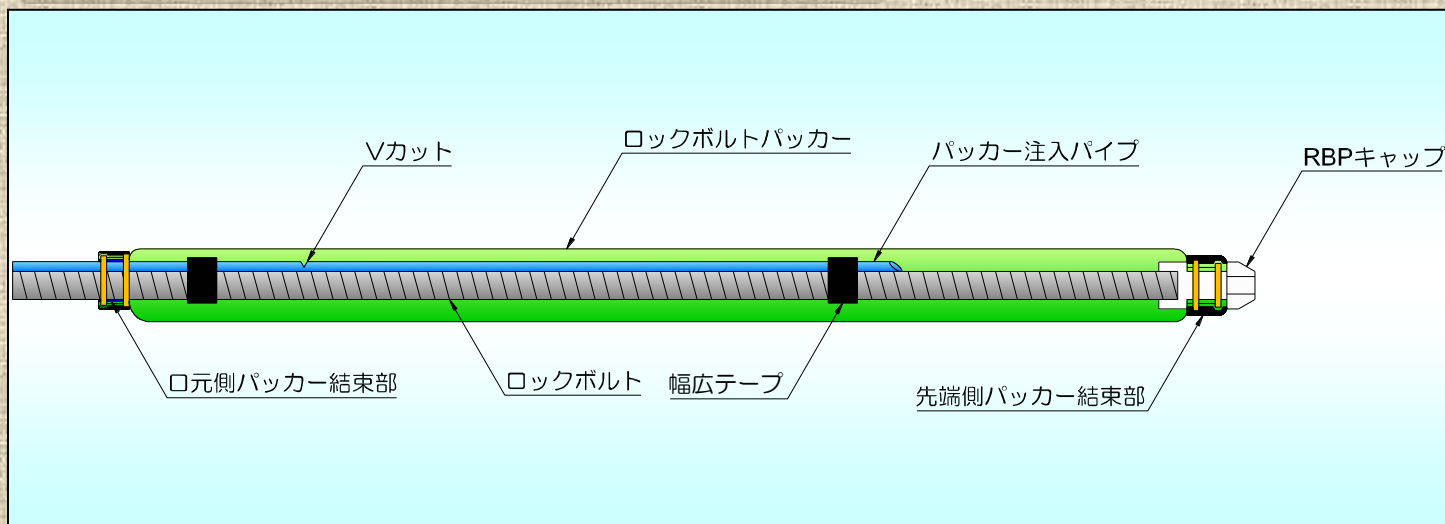 Vカット
ロックボルトパッカー
パッカー注入パイプ
RBPキャップ
口元側パッカー結束部
ロックボルト
幅広テープ
先端側パッカー結束部